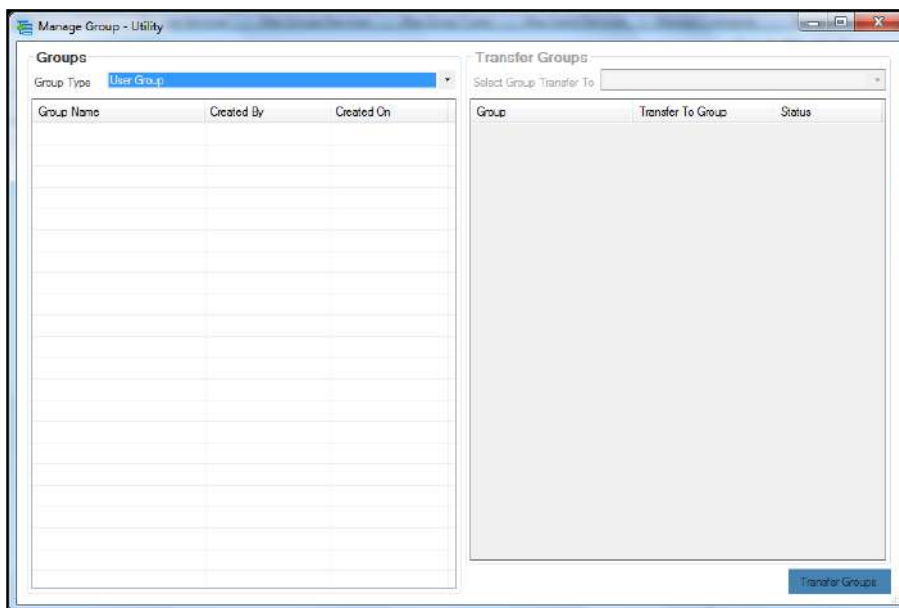 Manage Group - Utility
Groups
Group Type User Group
Group Name Created By Created On
Transfer Groups
Select Group Transfer To
Group Transfer To Group Status
Transfer Groups